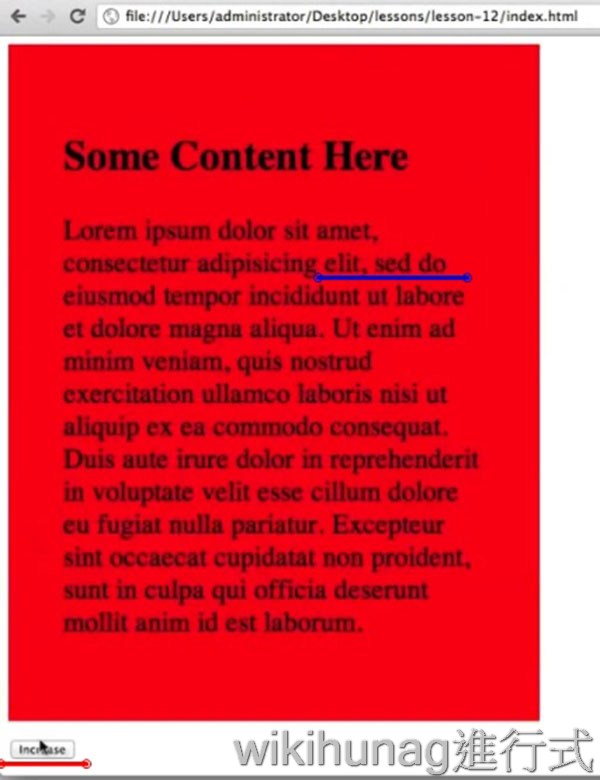 file:///Users/administrator/Desktop/lessons/lesson-12/index.html
Some Content Here
Lorem ipsum dolor sit amet,
consectetur adipisicing elit, sed do
eiusmod tempor incididunt ut labore
et dolore magna aliqua. Ut enim ad
minim veniam, quis nostrud
exercitation ullamco laboris nisi ut
aliquip ex ea commodo consequat.
Duis aute irure dolor in reprehenderit
in voluptate velit esse cillum dolore
eu fugiat nulla pariatur. Excepteur
sint occaecat cupidatat non proident,
sunt in culpa qui officia deserunt
mollit anim id est laborum.
Increase
wikihunag進行式